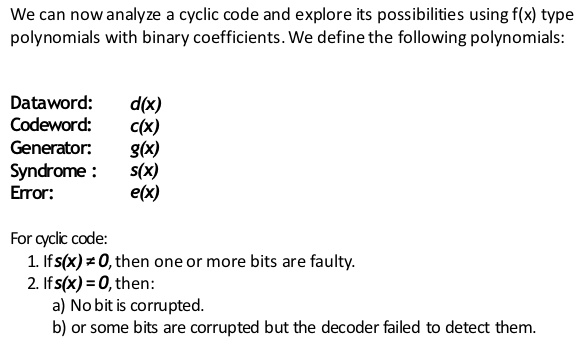 We can now analyze a cyclic code and explore its possibilities using f(x) type
polynomials with binary coefficients. We define the following polynomials:
Dataword: d(x)
Codeword: c(x)
Generator: g(x)
Syndrome : s(x)
Error: e(x)
For cyclic code:
1. If s(x) ≠ 0, then one or more bits are faulty.
2. If s(x) = 0, then:
a) No bit is corrupted.
b) or some bits are corrupted but the decoder failed to detect them.